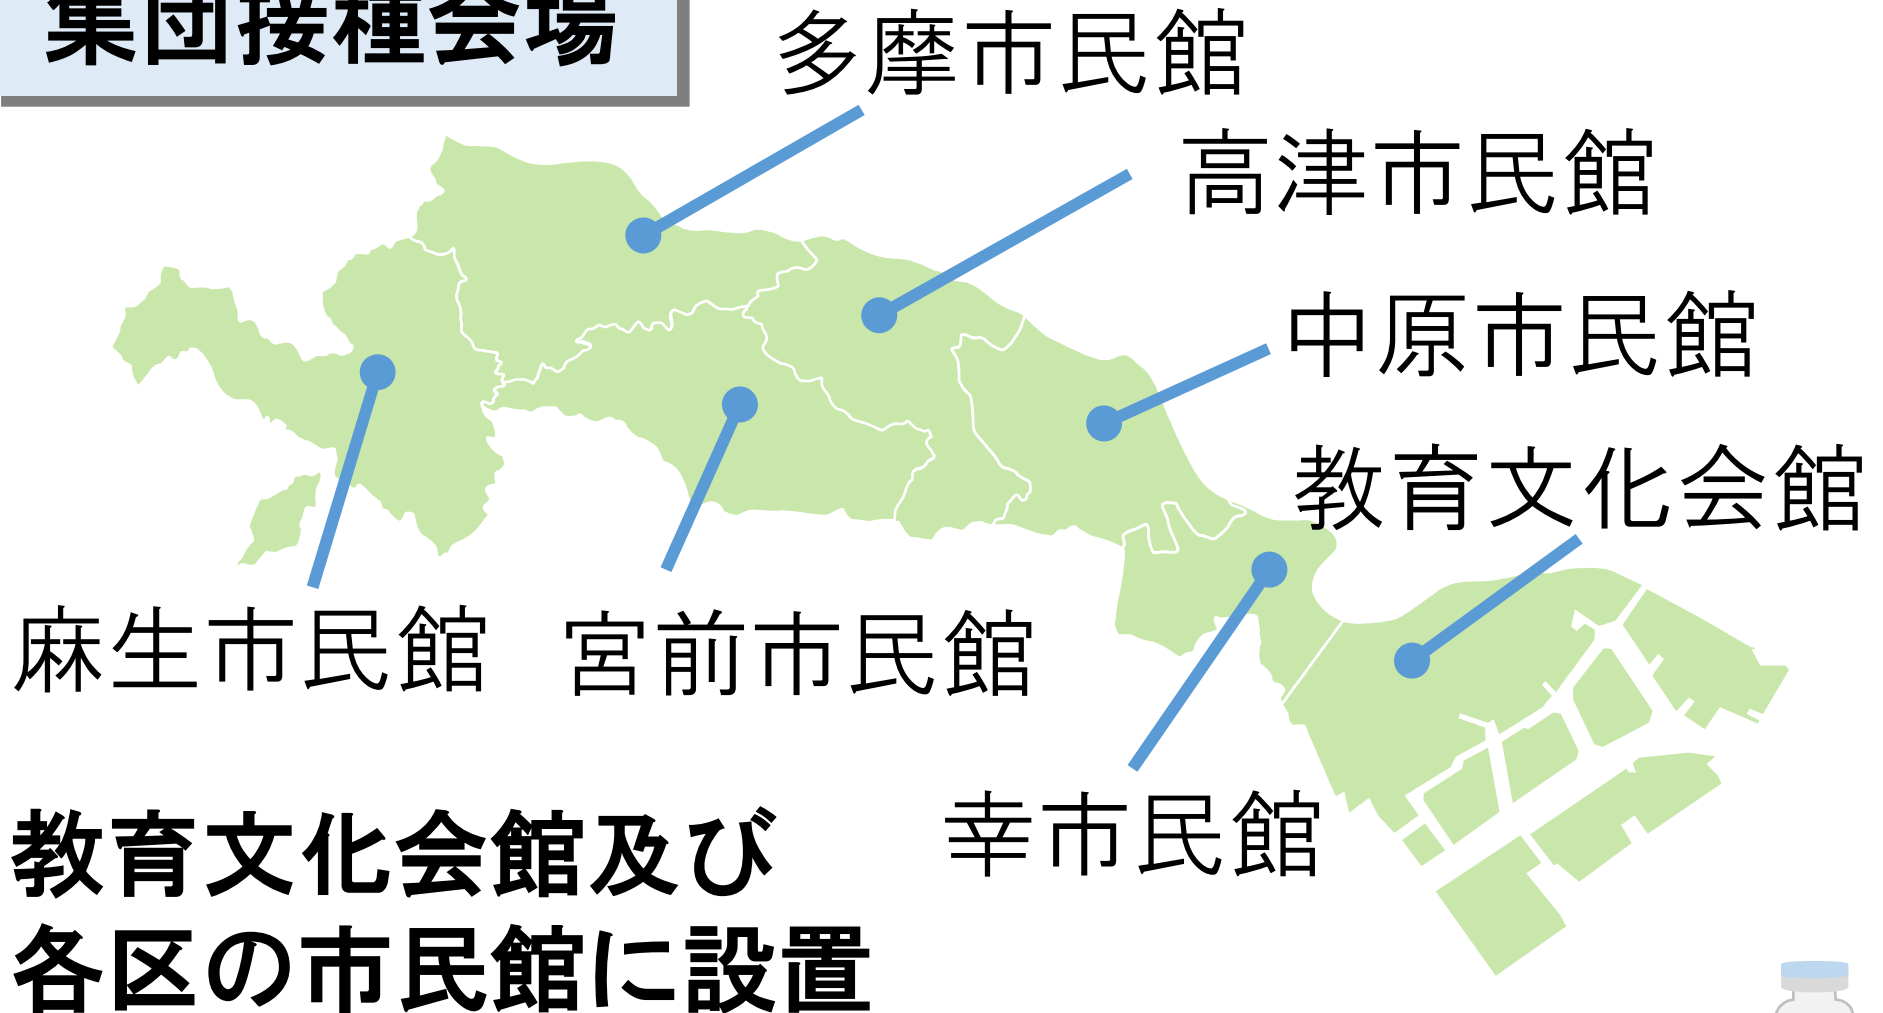 集団接種会場
多摩市民館
高津市民館
中原市民館
教育文化会館
麻生市民館
宮前市民館
幸市民館
教育文化会館及び
各区の市民館に設置